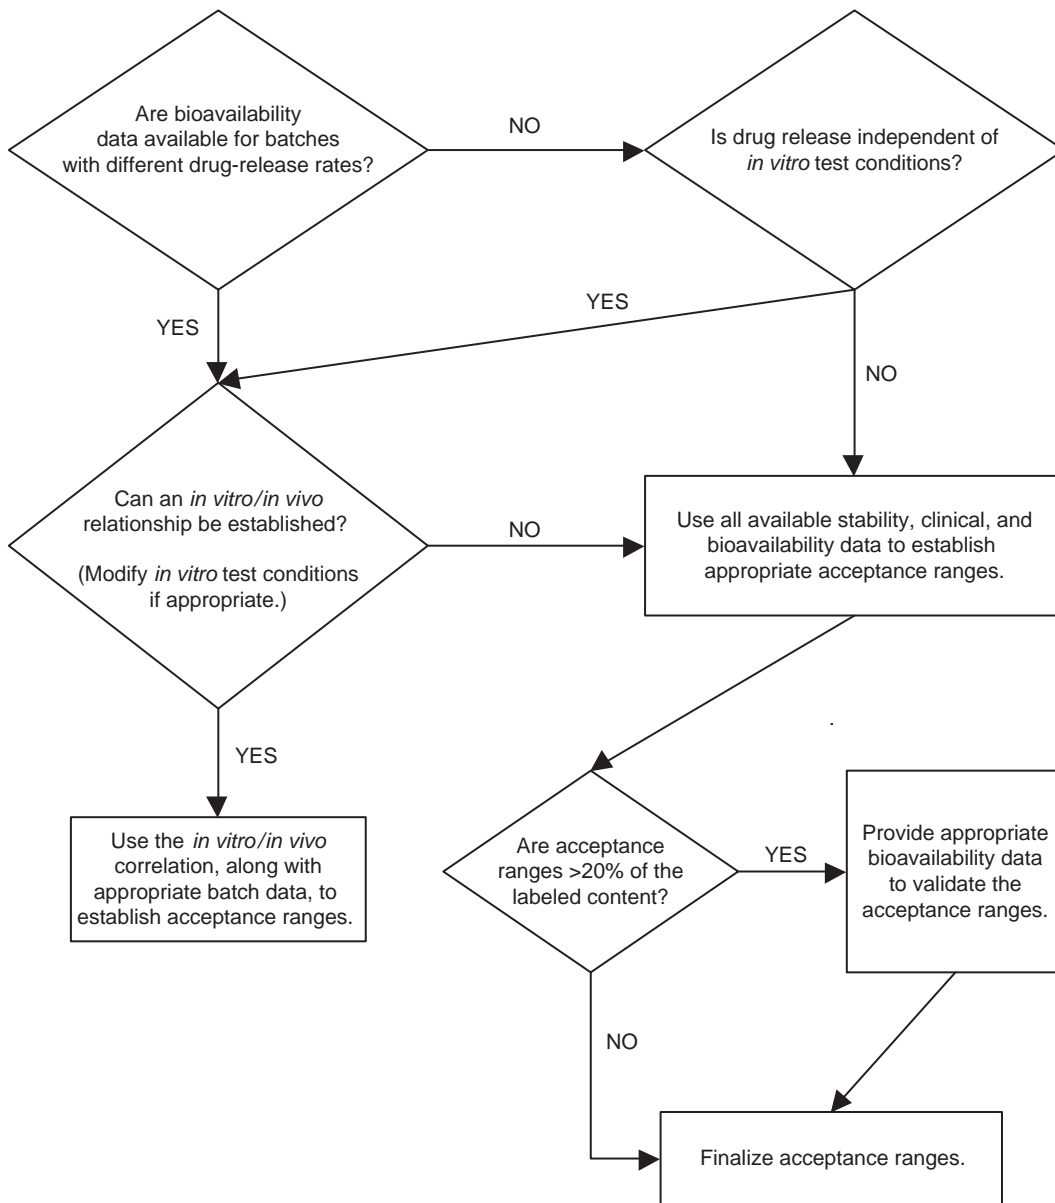 Are bioavailability
data available for batches
with different drug-release rates?
NO
Is drug release independent of
in vitro test conditions?
YES
YES
NO
Can an in vitro/in vivo
relationship be established?
(Modify in vitro test conditions
if appropriate.)
NO
Use all available stability, clinical, and
bioavailability data to establish
appropriate acceptance ranges.
YES
Use the in vitro/in vivo
correlation, along with
appropriate batch data, to
establish acceptance ranges.
Are acceptance
ranges >20% of the
labeled content?
YES
Provide appropriate
bioavailability data
to validate the
acceptance ranges.
NO
Finalize acceptance ranges.